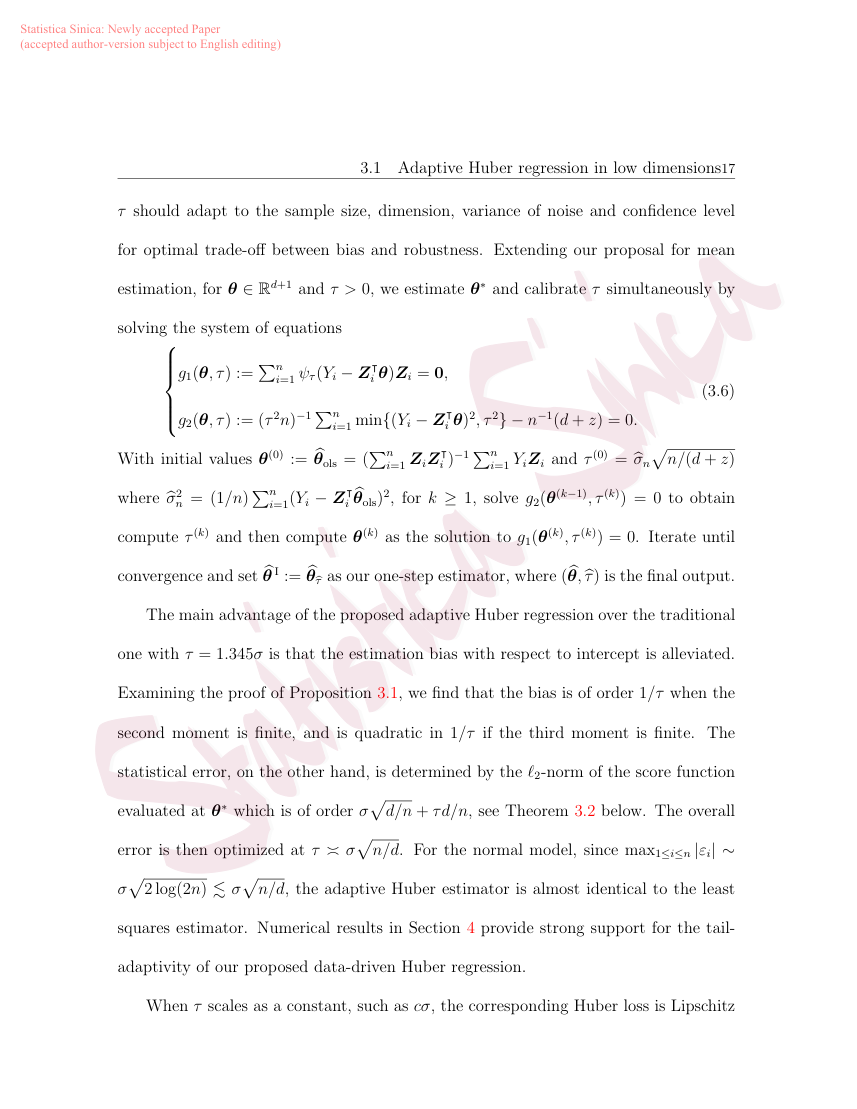 Statistica Sinica: Newly accepted Paper
(accepted author-version subject to English editing)
3.1 Adaptive Huber regression in low dimensions17
τ should adapt to the sample size, dimension, variance of noise and confidence level
for optimal trade-off between bias and robustness. Extending our proposal for mean
estimation, for θ ∈ ℝ^{d+1} and τ > 0, we estimate θ* and calibrate τ simultaneously by
solving the system of equations
g₁(θ, τ) := ∑_{i=1}^n ψ_τ(Y_i − Z_i^⊺θ)Z_i = 0,
(3.6)
g₂(θ, τ) := (τ²n)^{−1} ∑_{i=1}^n min{(Y_i − Z_i^⊺θ)², τ²} − n^{−1}(d + z) = 0.
With initial values θ^{(0)} := θ̂_{ols} = (∑_{i=1}^n Z_iZ_i^⊺)^{−1} ∑_{i=1}^n Y_iZ_i and τ^{(0)} = σ̂_n√(n/(d + z))
where σ̂_n² = (1/n) ∑_{i=1}^n (Y_i − Z_i^⊺θ̂_{ols})², for k ≥ 1, solve g₂(θ^{(k−1)}, τ^{(k)}) = 0 to obtain
compute τ^{(k)} and then compute θ^{(k)} as the solution to g₁(θ^{(k)}, τ^{(k)}) = 0. Iterate until
convergence and set θ̂^I := θ̂_τ̂ as our one-step estimator, where (θ̂, τ̂) is the final output.
The main advantage of the proposed adaptive Huber regression over the traditional
one with τ = 1.345σ is that the estimation bias with respect to intercept is alleviated.
Examining the proof of Proposition 3.1, we find that the bias is of order 1/τ when the
second moment is finite, and is quadratic in 1/τ if the third moment is finite. The
statistical error, on the other hand, is determined by the ℓ₂-norm of the score function
evaluated at θ* which is of order σ√(d/n) + τd/n, see Theorem 3.2 below. The overall
error is then optimized at τ ≍ σ√(n/d). For the normal model, since max_{1≤i≤n} |ε_i| ∼
σ√(2 log(2n)) ≲ σ√(n/d), the adaptive Huber estimator is almost identical to the least
squares estimator. Numerical results in Section 4 provide strong support for the tail-
adaptivity of our proposed data-driven Huber regression.
When τ scales as a constant, such as cσ, the corresponding Huber loss is Lipschitz
Statistica Sinica